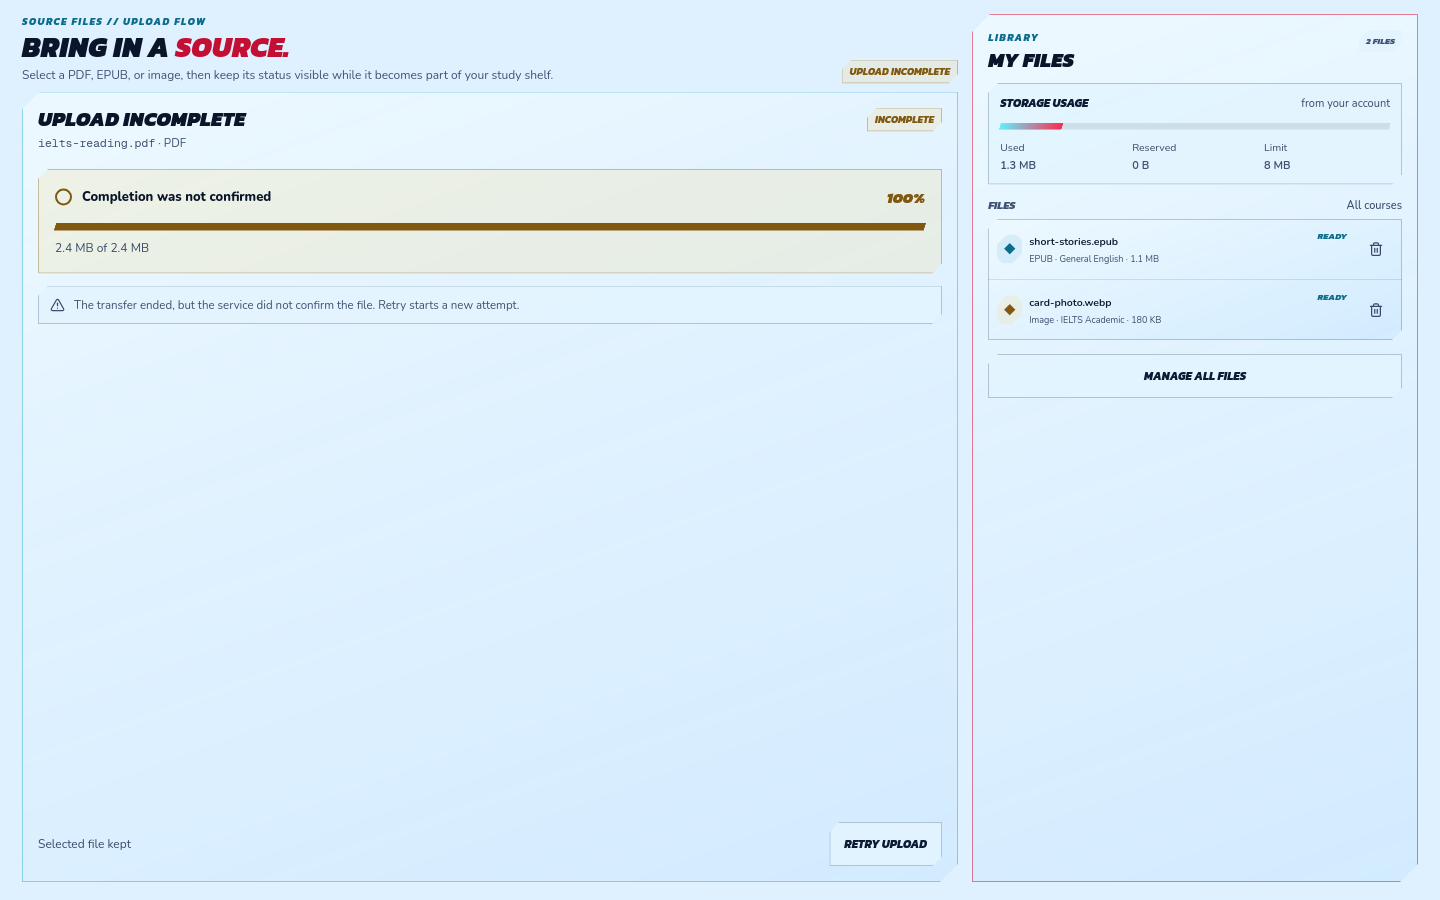 SOURCE FILES // UPLOAD FLOW
BRING IN A SOURCE.
Select a PDF, EPUB, or image, then keep its status visible while it becomes part of your study shelf.
UPLOAD INCOMPLETE
UPLOAD INCOMPLETE
INCOMPLETE
ielts-reading.pdf · PDF
Completion was not confirmed
100%
2.4 MB of 2.4 MB
The transfer ended, but the service did not confirm the file. Retry starts a new attempt.
Selected file kept
RETRY UPLOAD
LIBRARY
2 FILES
MY FILES
STORAGE USAGE
from your account
Used
Reserved
Limit
1.3 MB
0 B
8 MB
FILES
All courses
short-stories.epub
READY
EPUB · General English · 1.1 MB
card-photo.webp
READY
Image · IELTS Academic · 180 KB
MANAGE ALL FILES